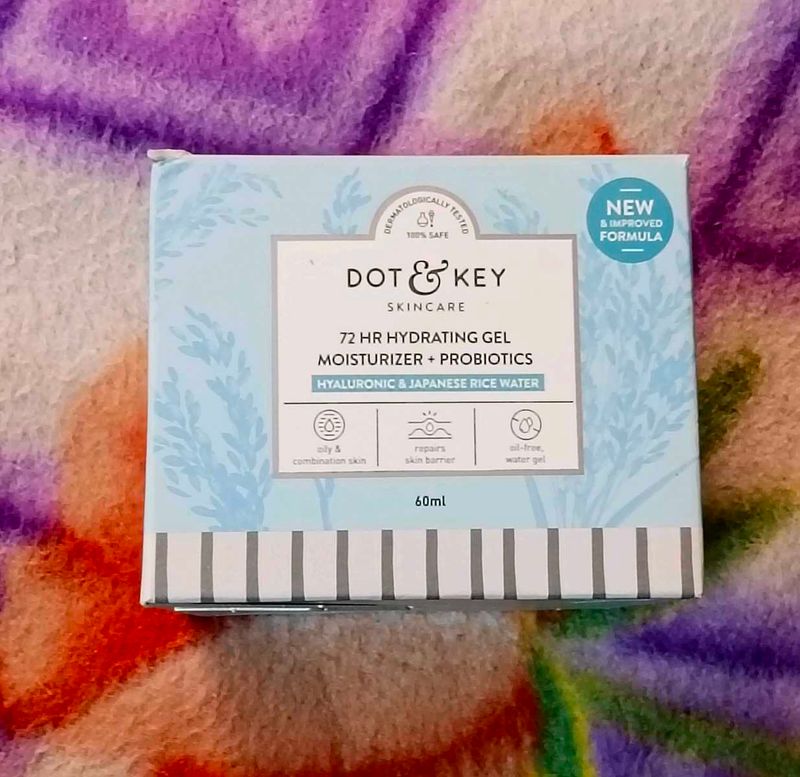 DERMATOLOGICALLY TESTED
100% SAFE
NEW
& IMPROVED
FORMULA
DOT & KEY
SKINCARE
72 HR HYDRATING GEL
MOISTURIZER + PROBIOTICS
HYALURONIC & JAPANESE RICE WATER
oily &
combination skin
repairs
skin barrier
oil-free,
water gel
60ml